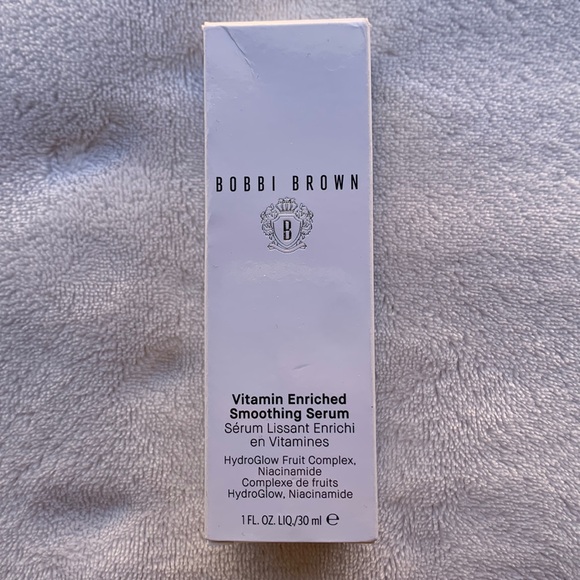 BOBBI BROWN
B
Vitamin Enriched
Smoothing Serum
Sérum Lissant Enrichi
en Vitamines
HydroGlow Fruit Complex,
Niacinamide
Complexe de fruits
HydroGlow, Niacinamide
1 FL. OZ. LIQ./30 ml ℮